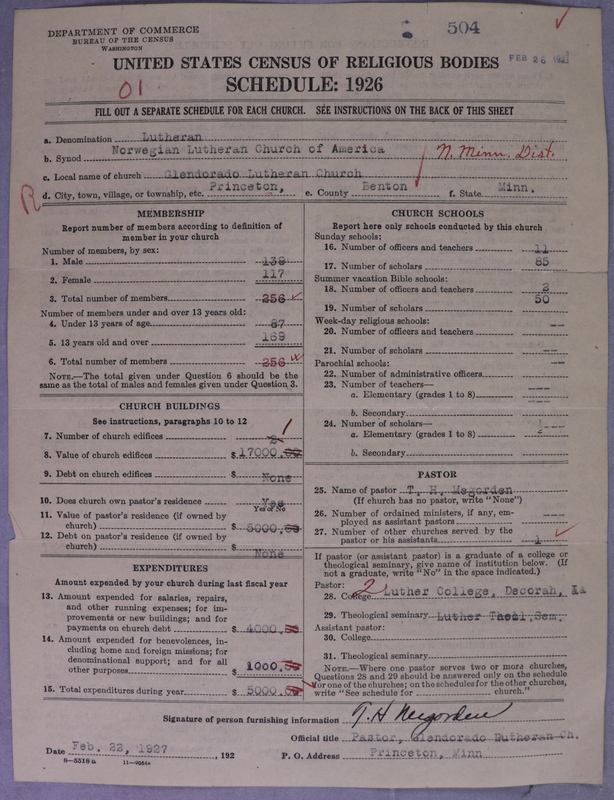 504
DEPARTMENT OF COMMERCE
BUREAU OF THE CENSUS
WASHINGTON
UNITED STATES CENSUS OF RELIGIOUS BODIES
FEB 26 1927
SCHEDULE: 1926
01
FILL OUT A SEPARATE SCHEDULE FOR EACH CHURCH. SEE INSTRUCTIONS ON THE BACK OF THIS SHEET
a. Denomination Lutheran
b. Synod Norwegian Lutheran Church of America N. Minn. Dist.
c. Local name of church Glendorado Lutheran Church
d. City, town, village, or township, etc. Princeton, e. County Benton f. State Minn.
R
MEMBERSHIP
Report number of members according to definition of
member in your church
Number of members, by sex:
1. Male 139
2. Female 117
3. Total number of members 256
Number of members under and over 13 years old:
4. Under 13 years of age 87
5. 13 years old and over 169
6. Total number of members 256
NOTE.—The total given under Question 6 should be the
same as the total of males and females given under Question 3.
CHURCH BUILDINGS
See instructions, paragraphs 10 to 12
7. Number of church edifices 1
8. Value of church edifices $17000.00
9. Debt on church edifices $ None
10. Does church own pastor's residence Yes
Yes or No
11. Value of pastor's residence (if owned by
church) $ 5000.00
12. Debt on pastor's residence (if owned by
church) $ None
EXPENDITURES
Amount expended by your church during last fiscal year
13. Amount expended for salaries, repairs,
and other running expenses; for im-
provements or new buildings; and for
payments on church debt $ 4000.00
14. Amount expended for benevolences, in-
cluding home and foreign missions; for
denominational support; and for all
other purposes $ 1000.00
15. Total expenditures during year $ 5000.00
CHURCH SCHOOLS
Report here only schools conducted by this church
Sunday schools:
16. Number of officers and teachers 11
17. Number of scholars 85
Summer vacation Bible schools:
18. Number of officers and teachers 2
19. Number of scholars 50
Week-day religious schools:
20. Number of officers and teachers --
21. Number of scholars --
Parochial schools:
22. Number of administrative officers
23. Number of teachers—
a. Elementary (grades 1 to 8)
b. Secondary
24. Number of scholars—
a. Elementary (grades 1 to 8)
b. Secondary
PASTOR
25. Name of pastor T. H. Megorden
(If church has no pastor, write "None")
26. Number of ordained ministers, if any, em-
ployed as assistant pastors --
27. Number of other churches served by the
pastor or his assistants 1
If pastor (or assistant pastor) is a graduate of a college or
theological seminary, give name of institution below. (If
not a graduate, write "No" in the space indicated.)
Pastor:
28. College 2 Luther College, Decorah, Ia
29. Theological seminary Luther Theol. Sem.
Assistant pastor:
30. College
31. Theological seminary
NOTE.—Where one pastor serves two or more churches,
Questions 28 and 29 should be answered only on the schedule
for one of the churches; on the schedules for the other churches,
write "See schedule for church."
Signature of person furnishing information T. H Megorden
Official title Pastor, Glendorado Lutheran Ch.
Date Feb. 22, 1927, 192 P. O. Address Princeton, Minn
8—5518 a